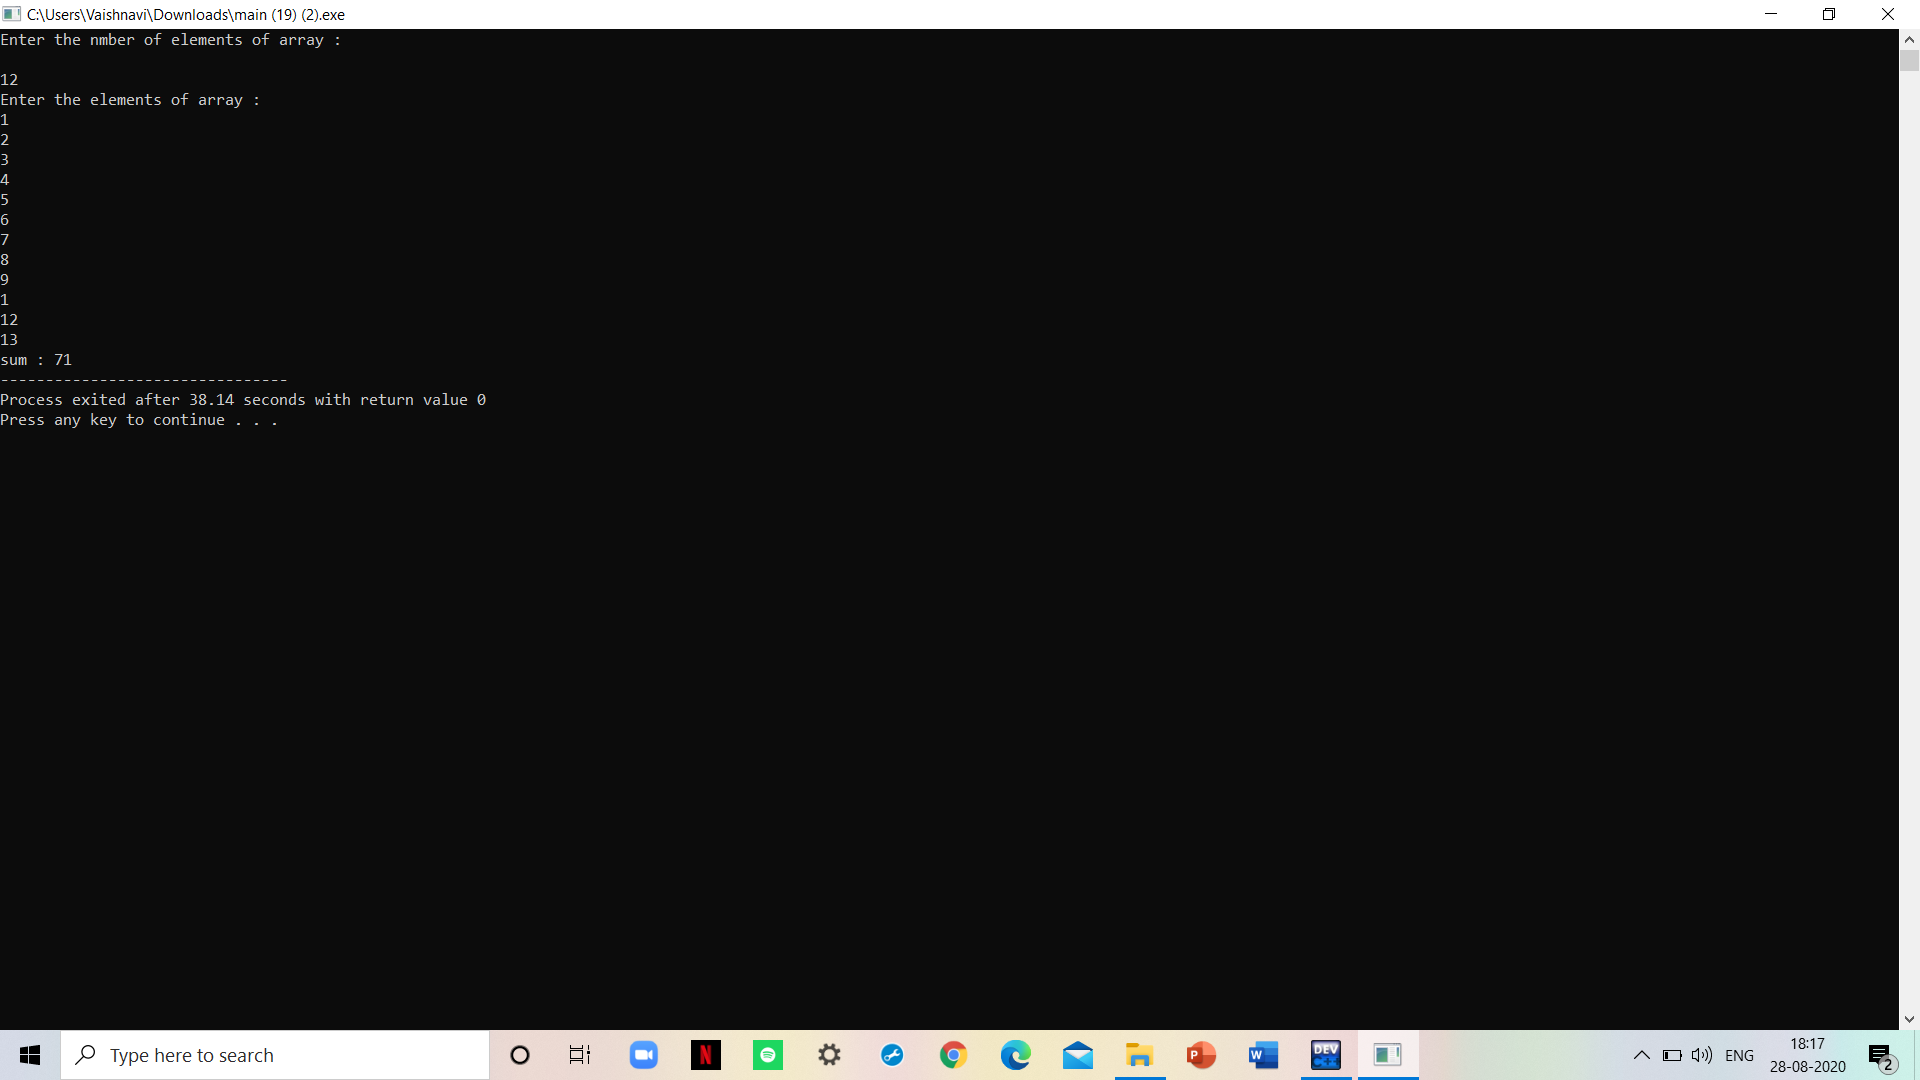 C:\Users\Vaishnavi\Downloads\main (19) (2).exe
Enter the nmber of elements of array :
12
Enter the elements of array :
1
2
3
4
5
6
7
8
9
1
12
13
sum : 71
--------------------------------
Process exited after 38.14 seconds with return value 0
Press any key to continue . . .
Type here to search
N
P
W
DEV
C++
ENG
18:17
28-08-2020
2